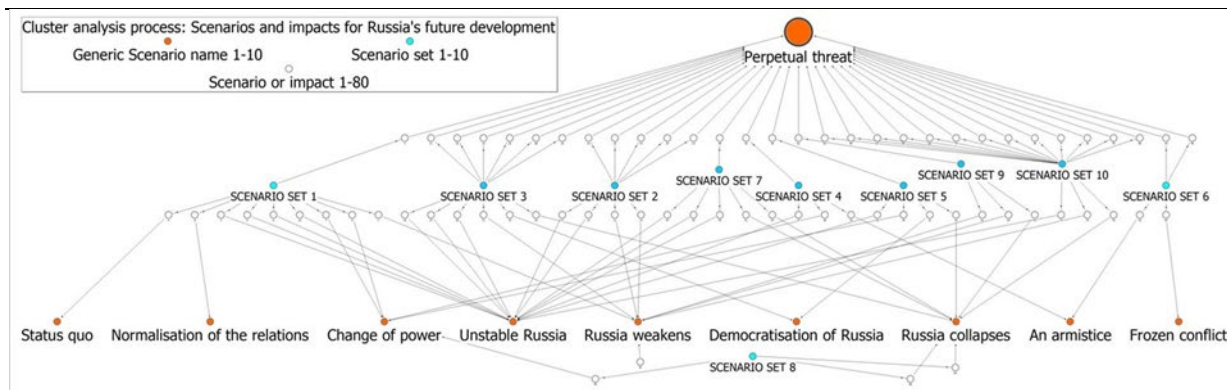 Cluster analysis process: Scenarios and impacts for Russia's future development
Generic Scenario name 1-10
Scenario set 1-10
Scenario or impact 1-80
Perpetual threat
SCENARIO SET 1
SCENARIO SET 3
SCENARIO SET 2
SCENARIO SET 7
SCENARIO SET 4
SCENARIO SET 5
SCENARIO SET 9
SCENARIO SET 10
SCENARIO SET 6
Status quo
Normalisation of the relations
Change of power
Unstable Russia
Russia weakens
Democratisation of Russia
Russia collapses
An armistice
Frozen conflict
SCENARIO SET 8